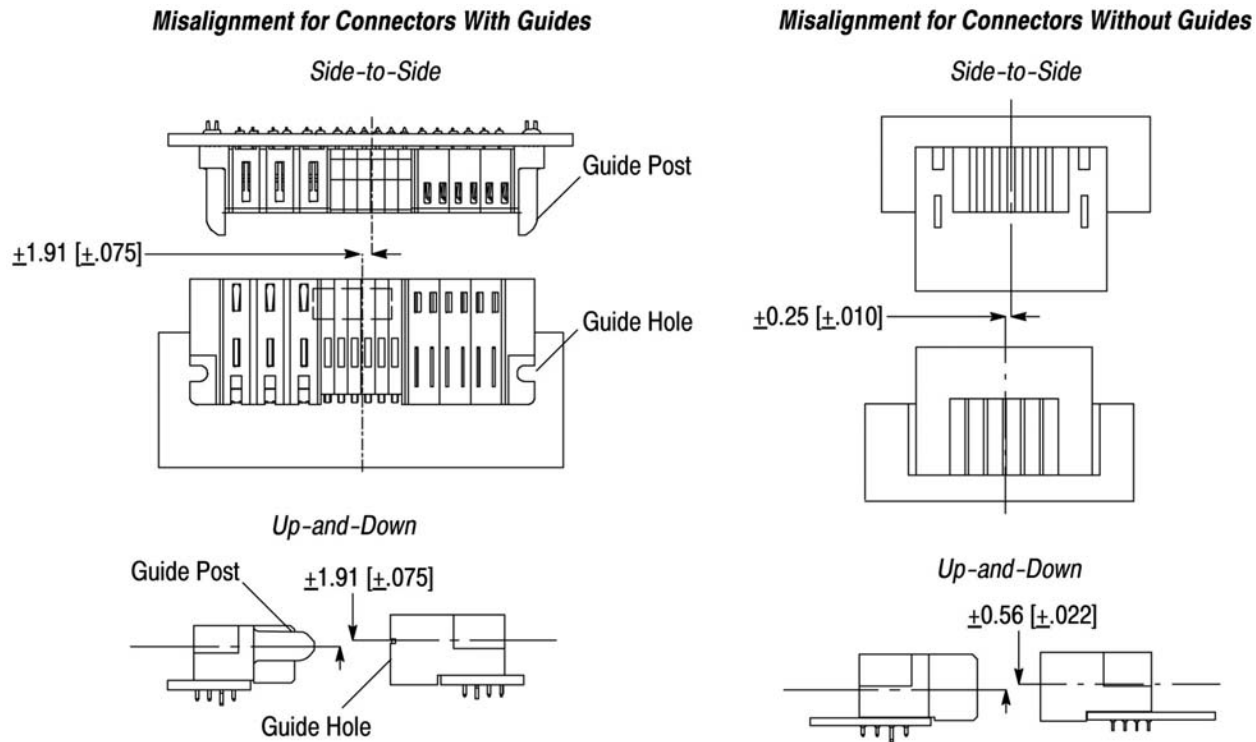 Misalignment for Connectors With Guides
Side-to-Side
Guide Post
±1.91 [±.075]
Guide Hole
Up-and-Down
Guide Post
±1.91 [±.075]
Guide Hole
Misalignment for Connectors Without Guides
Side-to-Side
±0.25 [±.010]
Up-and-Down
±0.56 [±.022]